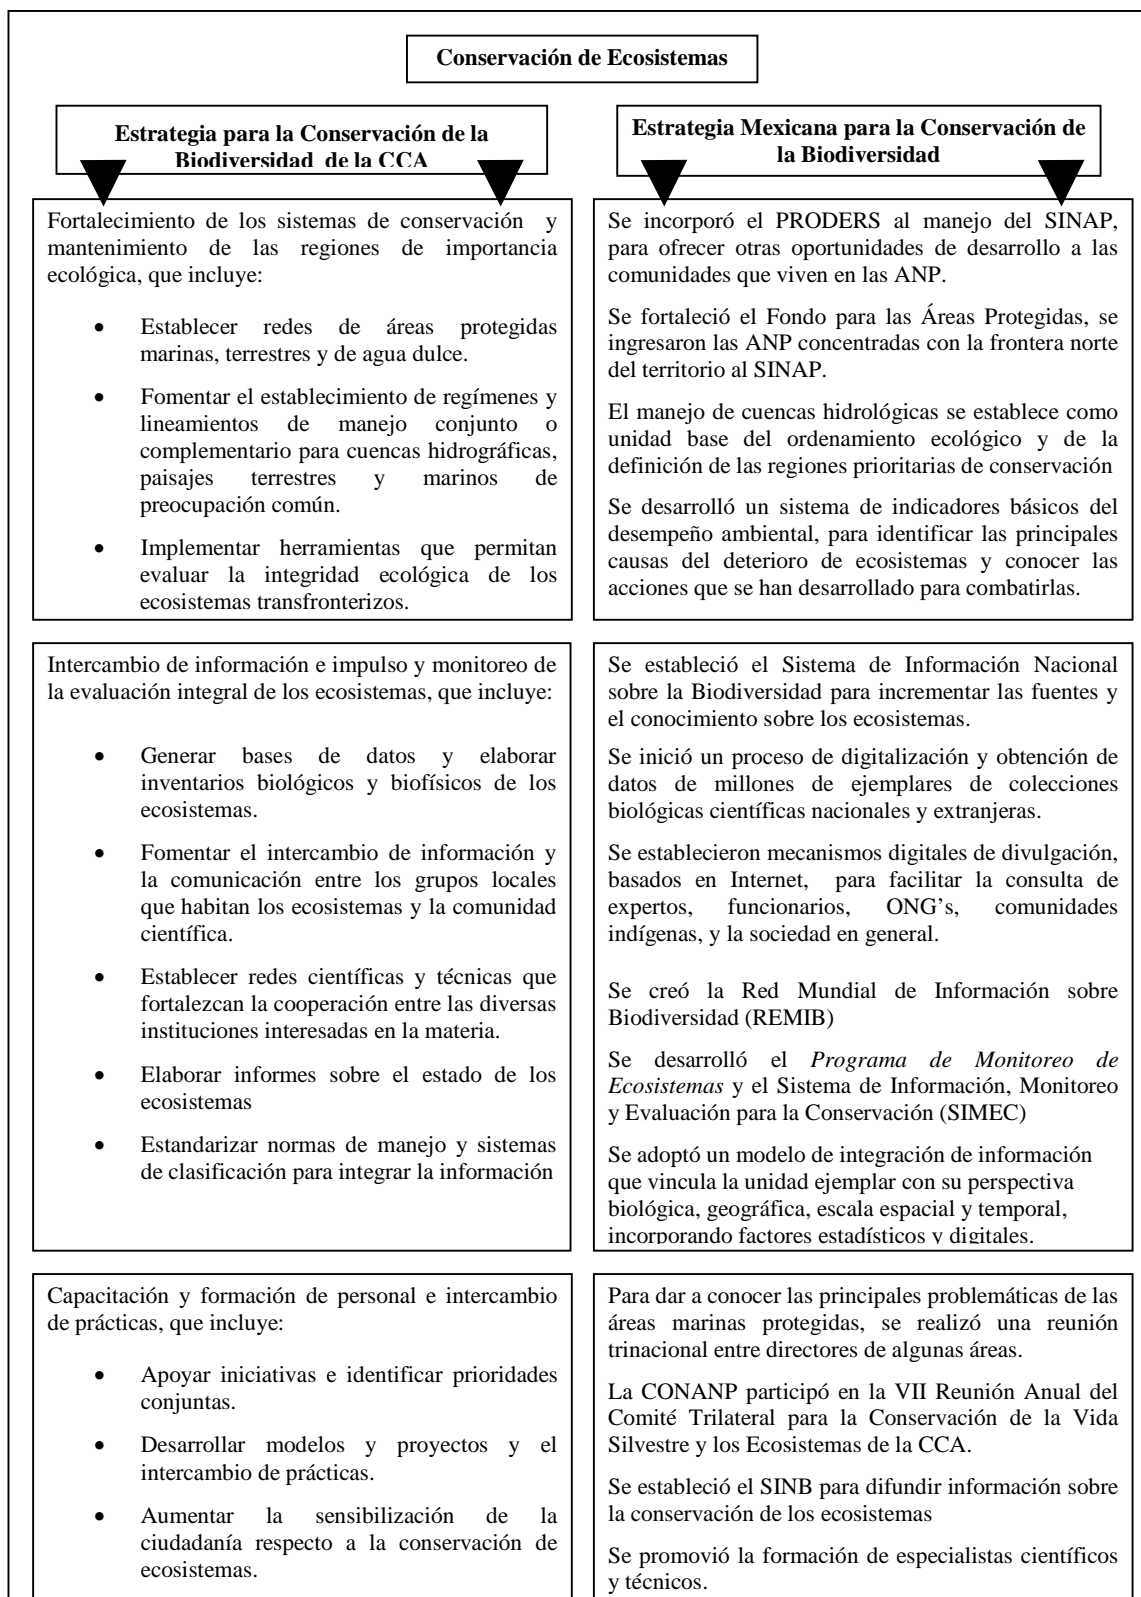 Conservación de Ecosistemas
Estrategia para la Conservación de la
Biodiversidad de la CCA
Estrategia Mexicana para la Conservación de
la Biodiversidad
Fortalecimiento de los sistemas de conservación y
mantenimiento de las regiones de importancia
ecológica, que incluye:
• Establecer redes de áreas protegidas
marinas, terrestres y de agua dulce.
• Fomentar el establecimiento de regímenes y
lineamientos de manejo conjunto o
complementario para cuencas hidrográficas,
paisajes terrestres y marinos de
preocupación común.
• Implementar herramientas que permitan
evaluar la integridad ecológica de los
ecosistemas transfronterizos.
Se incorporó el PRODERS al manejo del SINAP,
para ofrecer otras oportunidades de desarrollo a las
comunidades que viven en las ANP.
Se fortaleció el Fondo para las Áreas Protegidas, se
ingresaron las ANP concentradas con la frontera norte
del territorio al SINAP.
El manejo de cuencas hidrológicas se establece como
unidad base del ordenamiento ecológico y de la
definición de las regiones prioritarias de conservación
Se desarrolló un sistema de indicadores básicos del
desempeño ambiental, para identificar las principales
causas del deterioro de ecosistemas y conocer las
acciones que se han desarrollado para combatirlas.
Intercambio de información e impulso y monitoreo de
la evaluación integral de los ecosistemas, que incluye:
• Generar bases de datos y elaborar
inventarios biológicos y biofísicos de los
ecosistemas.
• Fomentar el intercambio de información y
la comunicación entre los grupos locales
que habitan los ecosistemas y la comunidad
científica.
• Establecer redes científicas y técnicas que
fortalezcan la cooperación entre las diversas
instituciones interesadas en la materia.
• Elaborar informes sobre el estado de los
ecosistemas
• Estandarizar normas de manejo y sistemas
de clasificación para integrar la información
Se estableció el Sistema de Información Nacional
sobre la Biodiversidad para incrementar las fuentes y
el conocimiento sobre los ecosistemas.
Se inició un proceso de digitalización y obtención de
datos de millones de ejemplares de colecciones
biológicas científicas nacionales y extranjeras.
Se establecieron mecanismos digitales de divulgación,
basados en Internet, para facilitar la consulta de
expertos, funcionarios, ONG’s, comunidades
indígenas, y la sociedad en general.
Se creó la Red Mundial de Información sobre
Biodiversidad (REMIB)
Se desarrolló el Programa de Monitoreo de
Ecosistemas y el Sistema de Información, Monitoreo
y Evaluación para la Conservación (SIMEC)
Se adoptó un modelo de integración de información
que vincula la unidad ejemplar con su perspectiva
biológica, geográfica, escala espacial y temporal,
incorporando factores estadísticos y digitales.
Capacitación y formación de personal e intercambio
de prácticas, que incluye:
• Apoyar iniciativas e identificar prioridades
conjuntas.
• Desarrollar modelos y proyectos y el
intercambio de prácticas.
• Aumentar la sensibilización de la
ciudadanía respecto a la conservación de
ecosistemas.
Para dar a conocer las principales problemáticas de las
áreas marinas protegidas, se realizó una reunión
trinacional entre directores de algunas áreas.
La CONANP participó en la VII Reunión Anual del
Comité Trilateral para la Conservación de la Vida
Silvestre y los Ecosistemas de la CCA.
Se estableció el SINB para difundir información sobre
la conservación de los ecosistemas
Se promovió la formación de especialistas científicos
y técnicos.